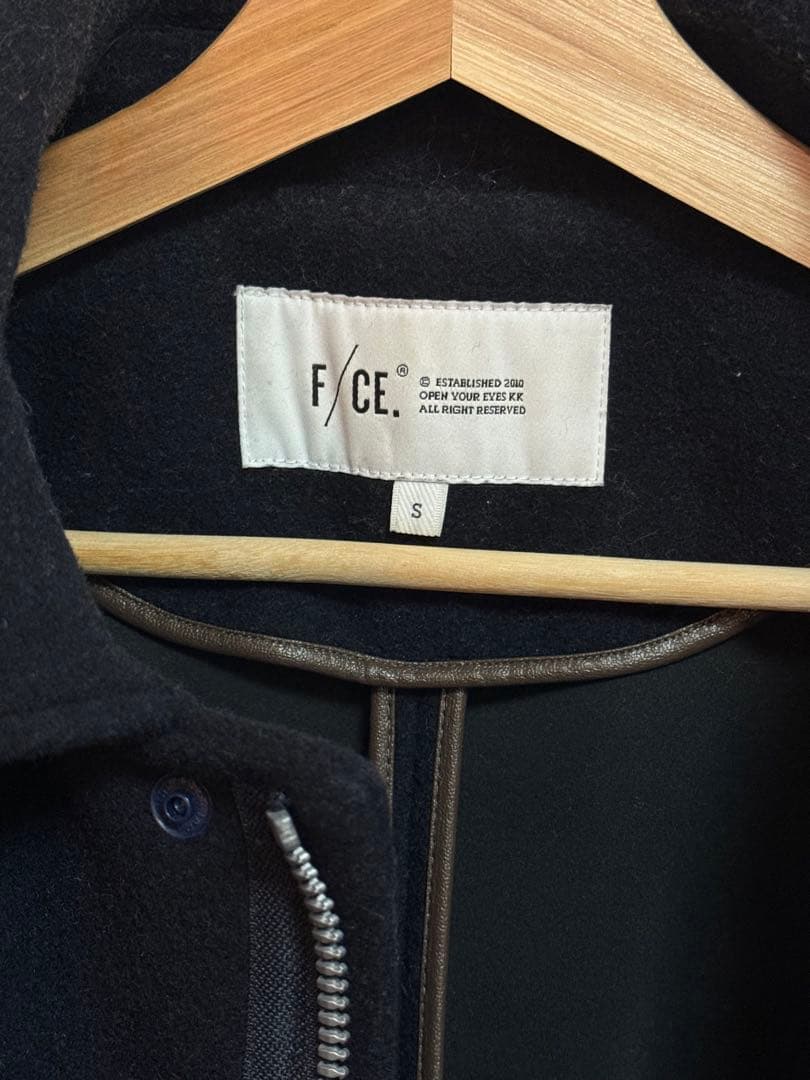 F/CE.®
© ESTABLISHED 2010
OPEN YOUR EYES KK
ALL RIGHT RESERVED
S